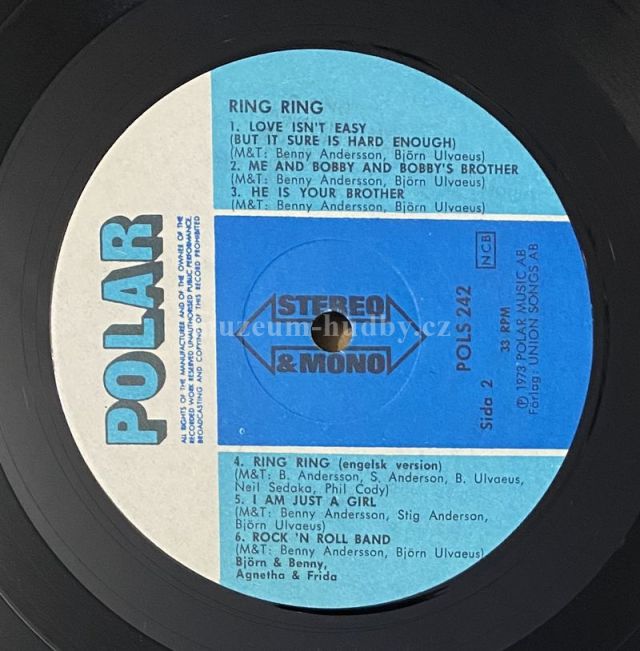 RING RING
1. LOVE ISN'T EASY
(BUT IT SURE IS HARD ENOUGH)
(M&T: Benny Andersson, Björn Ulvaeus)
2. ME AND BOBBY AND BOBBY'S BROTHER
(M&T: Benny Andersson, Björn Ulvaeus)
3. HE IS YOUR BROTHER
(M&T: Benny Andersson, Björn Ulvaeus)
POLAR
ALL RIGHTS OF THE MANUFACTURER AND OF THE OWNER OF THE
RECORDED WORK RESERVED UNAUTHORISED PUBLIC PERFORMANCE,
BROADCASTING AND COPYING OF THIS RECORD PROHIBITED
STEREO
& MONO
uzeum-hudby.cz
NCB
POLS 242
Sida 2
33 RPM
Ⓟ 1973 POLAR MUSIC AB
Förlag: UNION SONGS AB
4. RING RING (engelsk version)
(M&T: B. Andersson, S. Anderson, B. Ulvaeus,
Neil Sedaka, Phil Cody)
5. I AM JUST A GIRL
(M&T: Benny Andersson, Stig Anderson,
Björn Ulvaeus)
6. ROCK 'N ROLL BAND
(M&T: Benny Andersson, Björn Ulvaeus)
Björn & Benny,
Agnetha & Frida